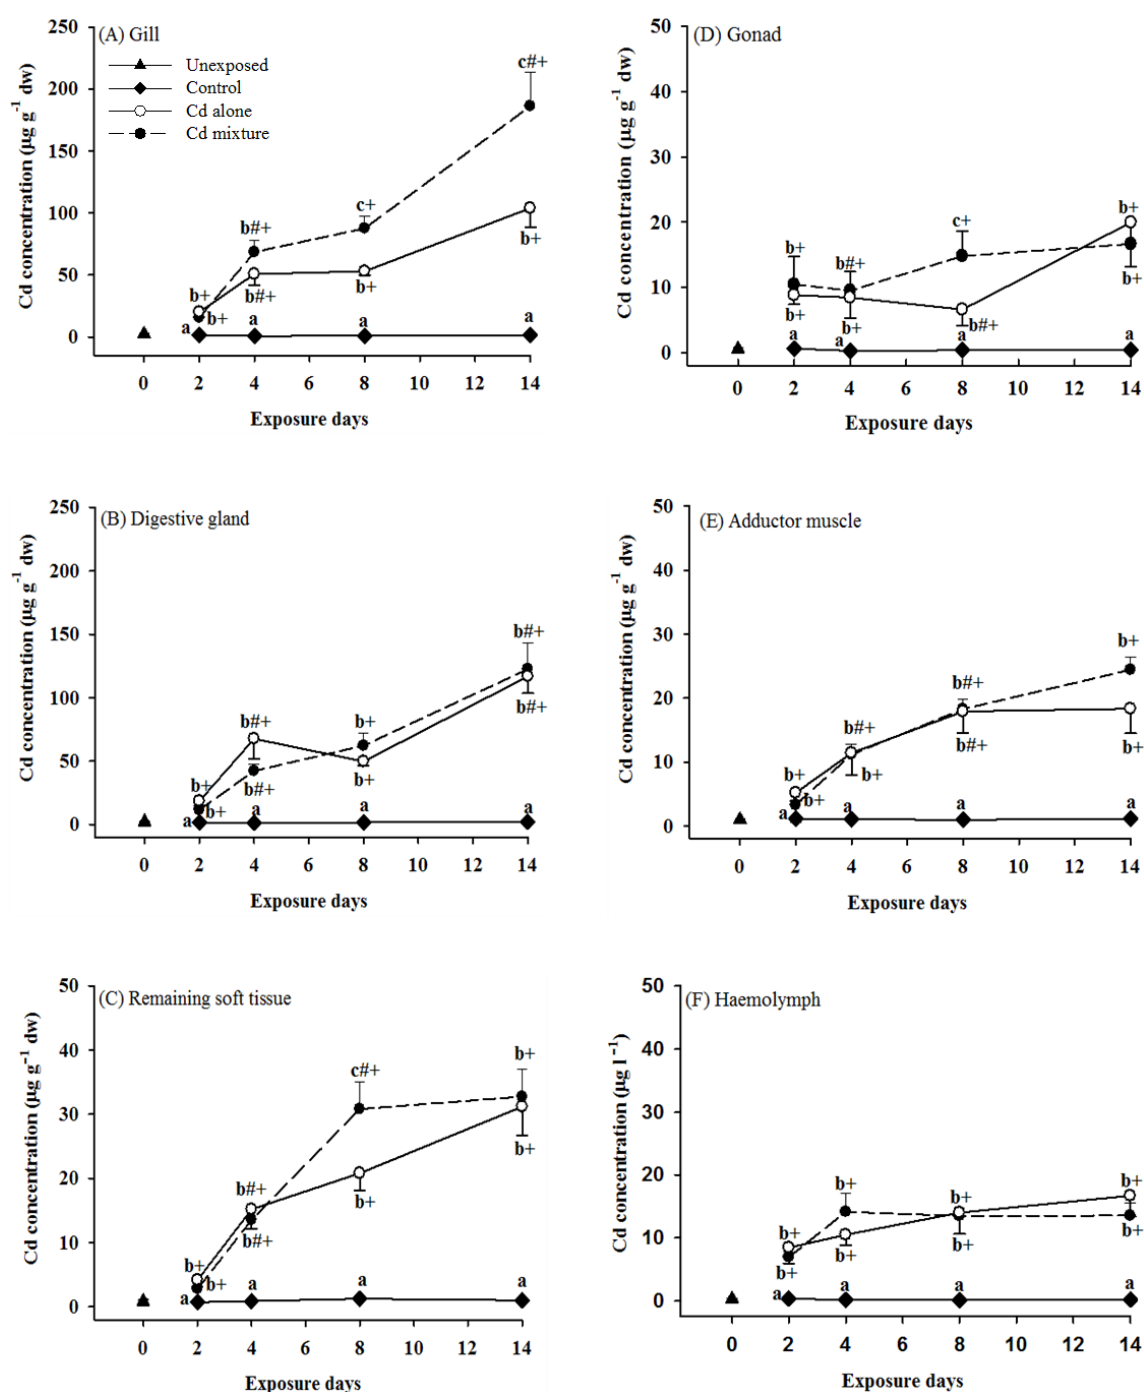 (A) Gill
Unexposed
Control
Cd alone
Cd mixture
Cd concentration (µg g⁻¹ dw)
250
200
150
100
50
0
c#+
b#+
c+
b+
b+
b#+
b+
b+
a
a
a
a
0 2 4 6 8 10 12 14
Exposure days
(D) Gonad
Cd concentration (µg g⁻¹ dw)
50
40
30
20
10
0
b+
c+
b+
b#+
b+
b+
b+
b#+
a
a
a
a
0 2 4 6 8 10 12 14
Exposure days
(B) Digestive gland
Cd concentration (µg g⁻¹ dw)
250
200
150
100
50
0
b#+
b#+
b+
b#+
b+
b#+
b+
b+
a
a
a
a
0 2 4 6 8 10 12 14
Exposure days
(E) Adductor muscle
Cd concentration (µg g⁻¹ dw)
50
40
30
20
10
0
b+
b#+
b#+
b+
b#+
b+
b+
b+
a
a
a
a
0 2 4 6 8 10 12 14
Exposure days
(C) Remaining soft tissue
Cd concentration (µg g⁻¹ dw)
50
40
30
20
10
0
b+
c#+
b#+
b+
b+
b+
b#+
b+
a
a
a
a
0 2 4 6 8 10 12 14
Exposure days
(F) Haemolymph
Cd concentration (µg l⁻¹)
50
40
30
20
10
0
b+
b+
b+
b+
b+
b+
b+
b+
a
a
a
a
0 2 4 6 8 10 12 14
Exposure days